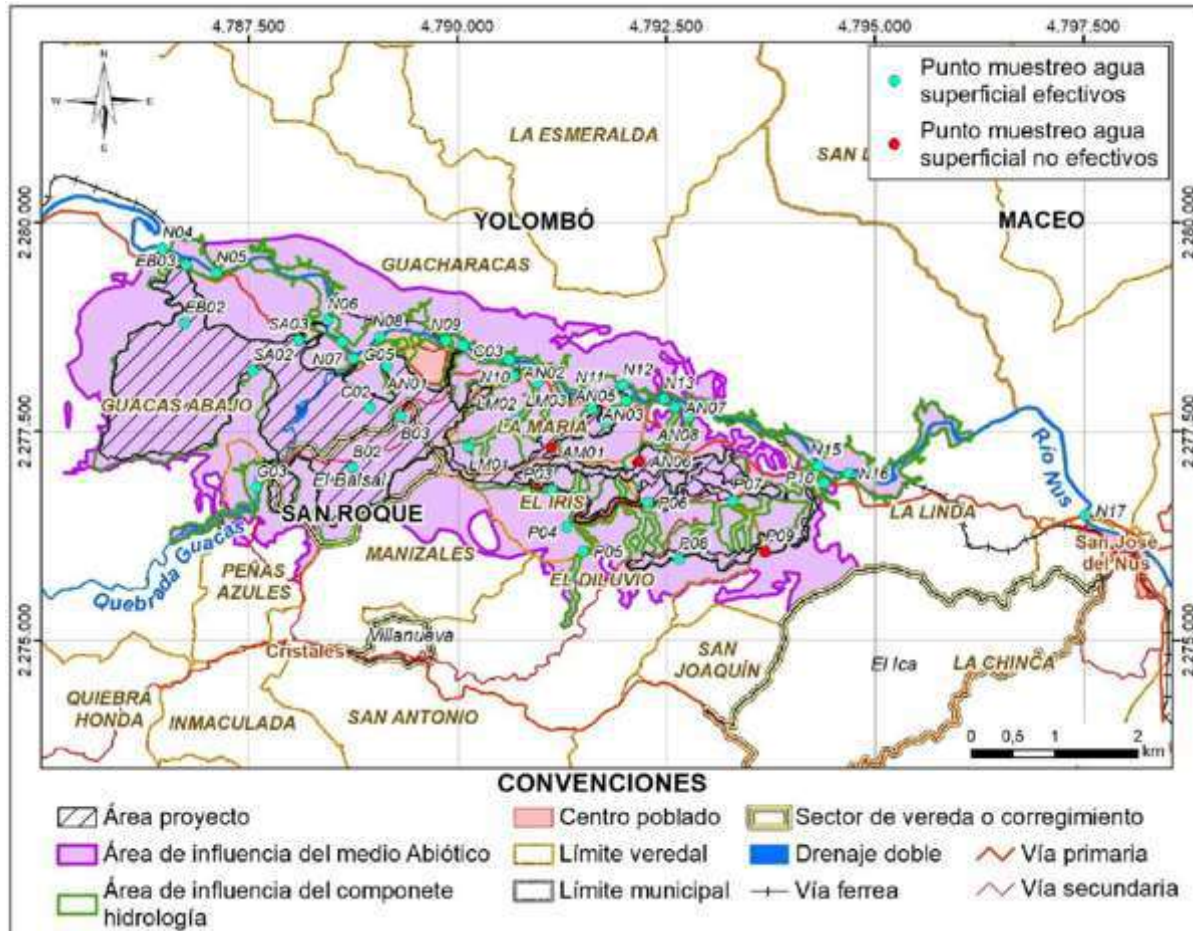 4.787.500
4.790.000
4.792.500
4.795.000
4.797.500
Punto muestreo agua
superficial efectivos
Punto muestreo agua
superficial no efectivos
N
W
E
S
LA ESMERALDA
YOLOMBÓ
MACEO
GUACHARACAS
2.280.000
2.280.000
N04
EB03
N05
EB02
N06
SA03
N08
N09
N07
G05
C03
SA02
AN01
N10
AN02
N11
N12
N13
GUACAS ABAJO
C02
LM02
LM03
AN05
AN03
AN07
B03
LA MARIA
AN08
2.277.500
2.277.500
B02
LM01
AM01
AN06
N15
N16
El Balsal
G03
P03
P07
P10
Río Nus
SAN ROQUE
EL IRIS
P06
LA LINDA
N17
MANIZALES
P04
San José
del Nus
Quebrada Guacas
PEÑAS
AZULES
P05
P08
P09
EL DILUVIO
2.275.000
2.275.000
Villanueva
Cristales
SAN
JOAQUÍN
El Ica
LA CHINCA
QUIEBRA
HONDA
INMACULADA
SAN ANTONIO
0
0,5
1
2
km
CONVENCIONES
Área proyecto
Centro poblado
Sector de vereda o corregimiento
Área de influencia del medio Abiótico
Límite veredal
Drenaje doble
Vía primaria
Área de influencia del componete
hidrología
Límite municipal
Vía ferrea
Vía secundaria